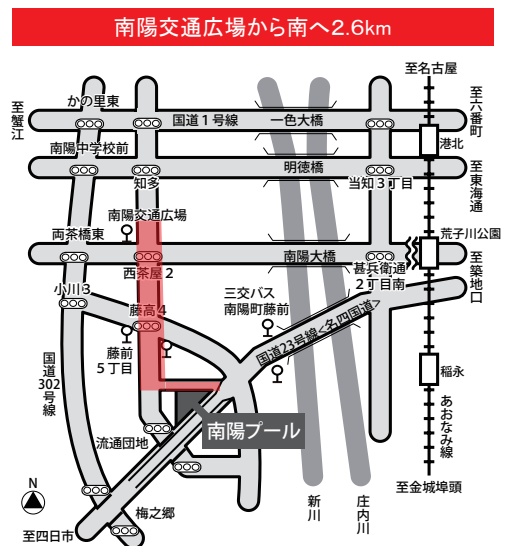 南陽交通広場から南へ2.6km
至名古屋
至蟹江
かの里東
国道1号線
一色大橋
至六番町
港北
南陽中学校前
知多
明徳橋
当知3丁目
至東海通
南陽交通広場
両茶橋東
西茶屋2
南陽大橋
甚兵衛通
2丁目南
荒子川公園
至築地口
小川3
藤高4
三交バス
南陽町藤前
国道23号線<名四国道>
藤前
5丁目
国道
302
号線
稲永
あおなみ線
南陽プール
流通団地
N
梅之郷
至四日市
新川
庄内川
至金城埠頭